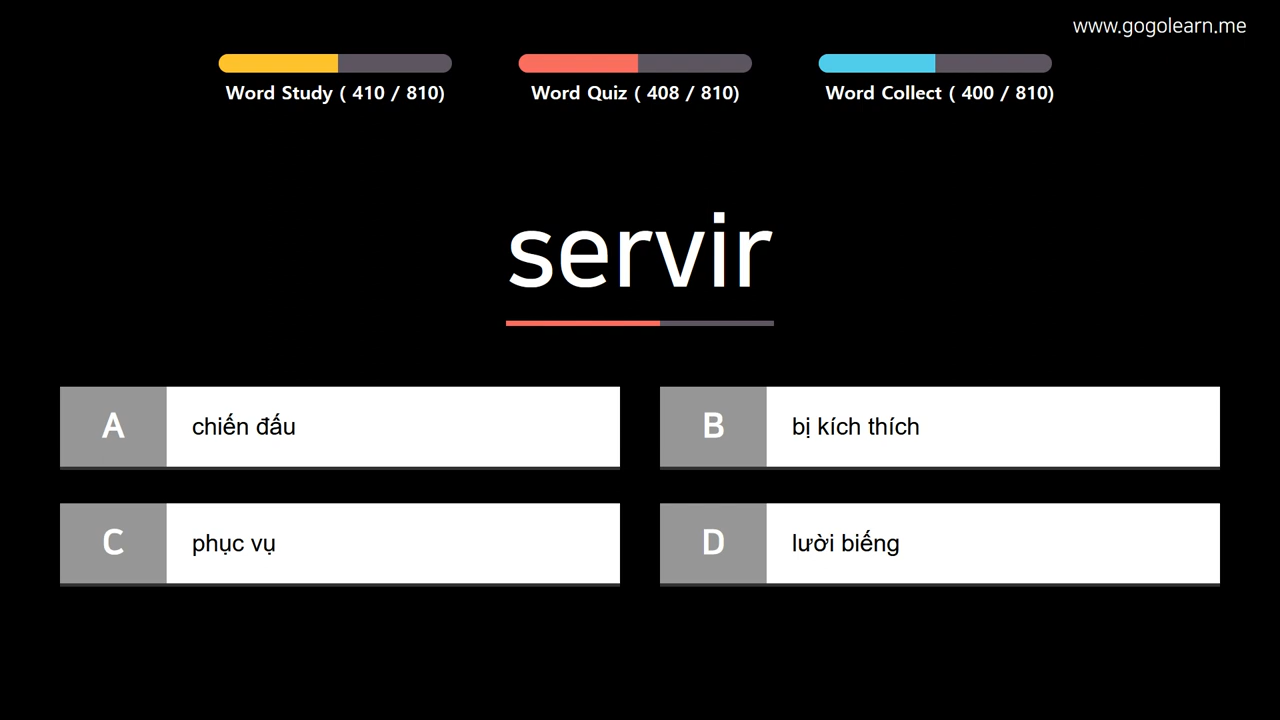 www.gogolearn.me
Word Study ( 410 / 810)
Word Quiz ( 408 / 810)
Word Collect ( 400 / 810)
servir
A chiến đấu
B bị kích thích
C phục vụ
D lười biếng